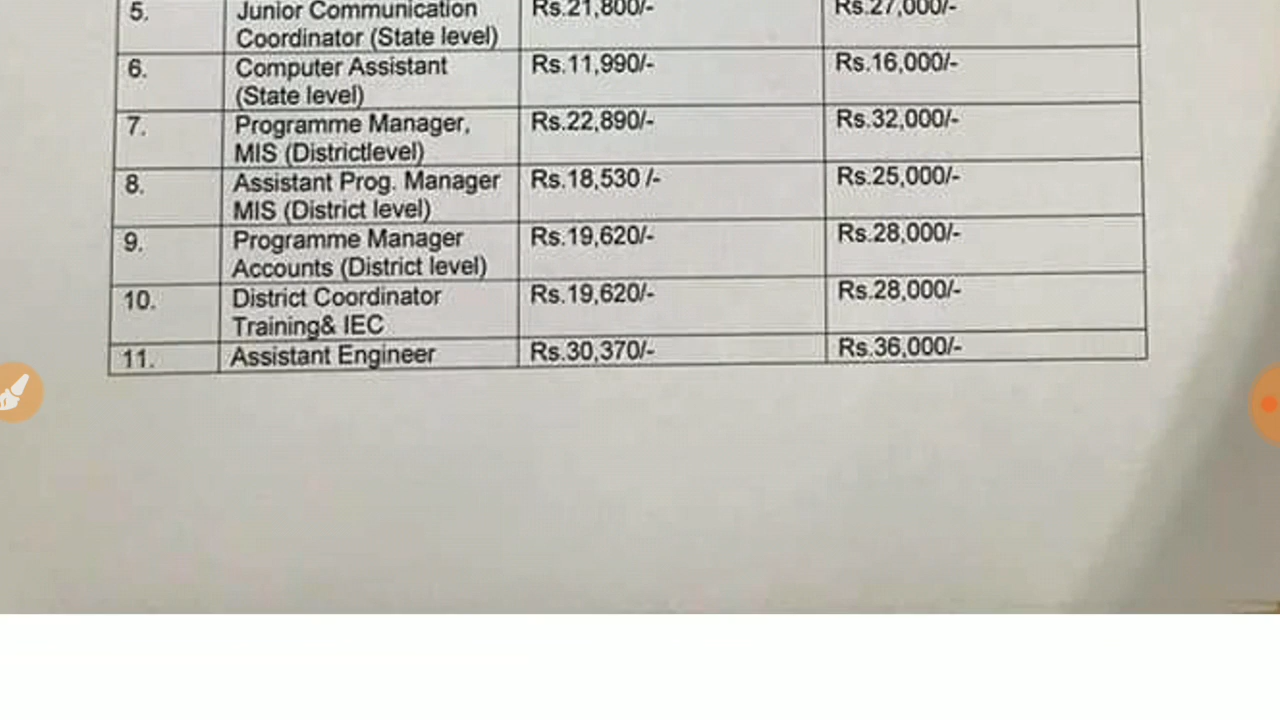 5. Junior Communication Rs.21,800/- Rs.27,000/-
Coordinator (State level)
6. Computer Assistant Rs.11,990/- Rs.16,000/-
(State level)
7. Programme Manager, Rs.22,890/- Rs.32,000/-
MIS (Districtlevel)
8. Assistant Prog. Manager Rs.18,530 /- Rs.25,000/-
MIS (District level)
9. Programme Manager Rs.19,620/- Rs.28,000/-
Accounts (District level)
10. District Coordinator Rs.19,620/- Rs.28,000/-
Training& IEC
11. Assistant Engineer Rs.30,370/- Rs.36,000/-